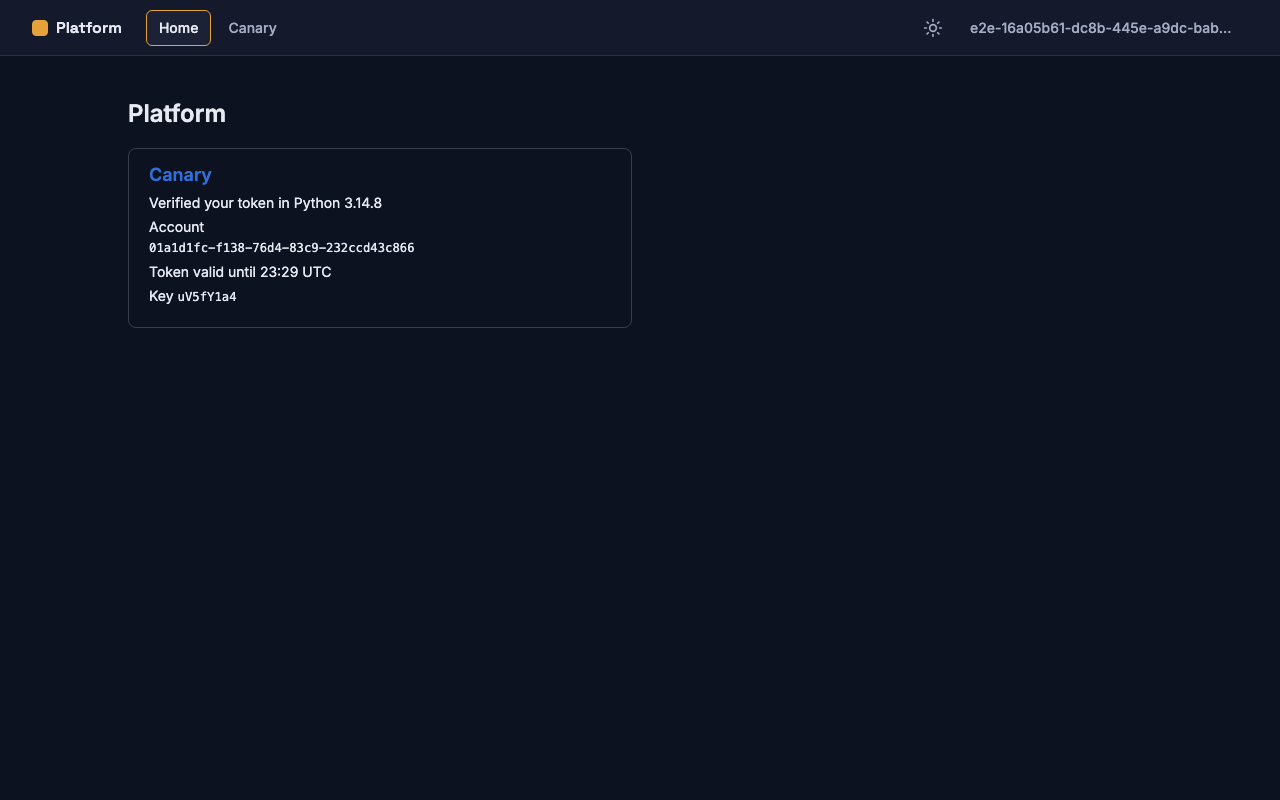 Platform
Home
Canary
e2e-16a05b61-dc8b-445e-a9dc-bab...
Platform
Canary
Verified your token in Python 3.14.8
Account
01a1d1fc-f138-76d4-83c9-232ccd43c866
Token valid until 23:29 UTC
Key uV5fY1a4